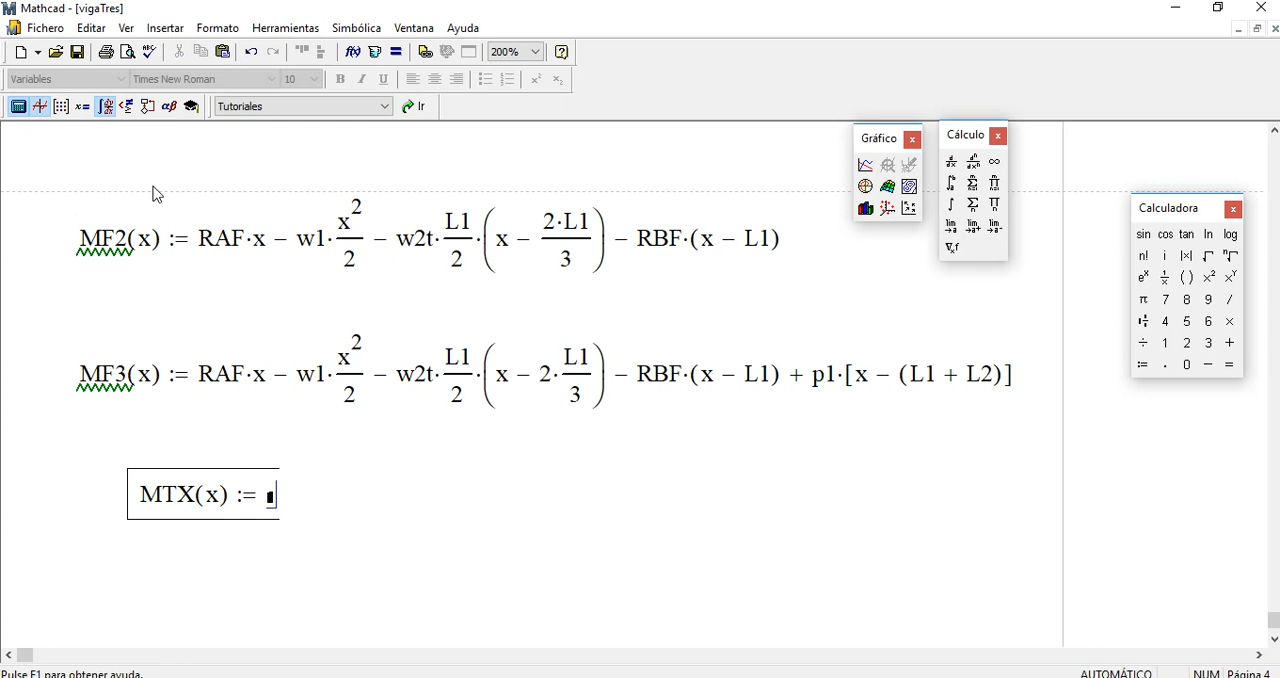 Mathcad - [vigaTres]
Fichero Editar Ver Insertar Formato Herramientas Simbólica Ventana Ayuda
200%
Variables Times New Roman 10 B I U
Tutoriales Ir
Gráfico x
Cálculo x
Calculadora x
sin cos tan ln log
n! i |×| √ ⁿ√
eˣ 1/x ( ) x² xʸ
π 7 8 9 /
4 5 6 ×
÷ 1 2 3 +
:= . 0 − =
MF2(x) := RAF·x − w1·x²/2 − w2t·L1/2·(x − 2·L1/3) − RBF·(x − L1)
MF3(x) := RAF·x − w1·x²/2 − w2t·L1/2·(x − 2·L1/3) − RBF·(x − L1) + p1·[x − (L1 + L2)]
MTX(x) :=
Pulse F1 para obtener ayuda. AUTOMÁTICO NUM Página 4